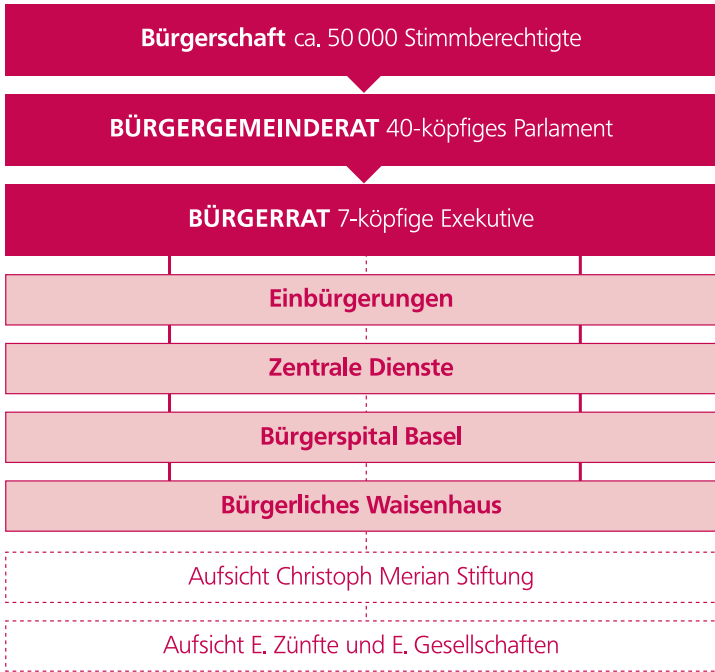 Bürgerschaft ca. 50 000 Stimmberechtigte
BÜRGERGEMEINDERAT 40-köpfiges Parlament
BÜRGERRAT 7-köpfige Exekutive
Einbürgerungen
Zentrale Dienste
Bürgerspital Basel
Bürgerliches Waisenhaus
Aufsicht Christoph Merian Stiftung
Aufsicht E. Zünfte und E. Gesellschaften